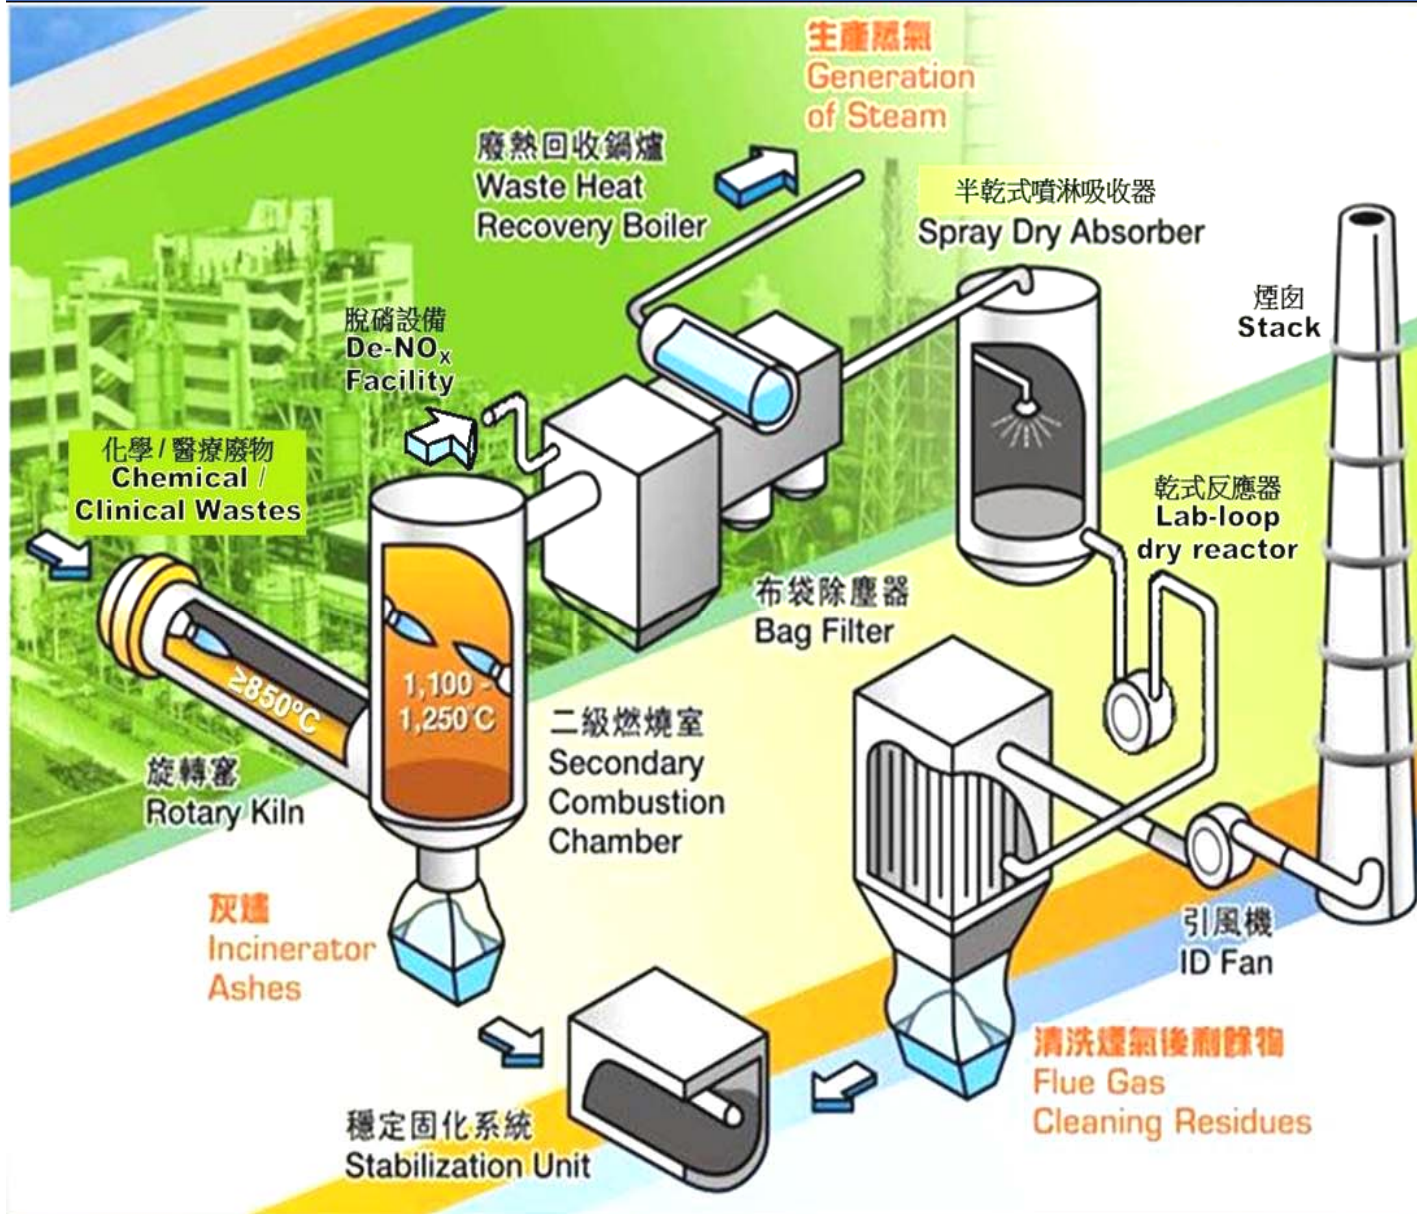 生產蒸氣
Generation
of Steam
廢熱回收鍋爐
Waste Heat
Recovery Boiler
半乾式噴淋吸收器
Spray Dry Absorber
煙囪
Stack
脫硝設備
De-NOx
Facility
化學 / 醫療廢物
Chemical /
Clinical Wastes
乾式反應器
Lab-loop
dry reactor
布袋除塵器
Bag Filter
≥850°C
1,100 -
1,250°C
二級燃燒室
Secondary
Combustion
Chamber
旋轉窰
Rotary Kiln
灰燼
Incinerator
Ashes
引風機
ID Fan
清洗煙氣後剩餘物
Flue Gas
Cleaning Residues
穩定固化系統
Stabilization Unit